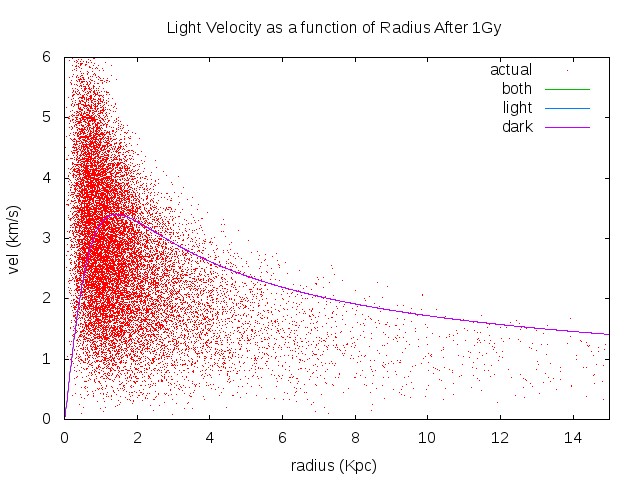 Light Velocity as a function of Radius After 1Gy
6
5
4
3
2
1
0
vel (km/s)
actual
both
light
dark
0 2 4 6 8 10 12 14
radius (Kpc)